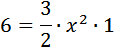 6 = 3/2 · x² · 1